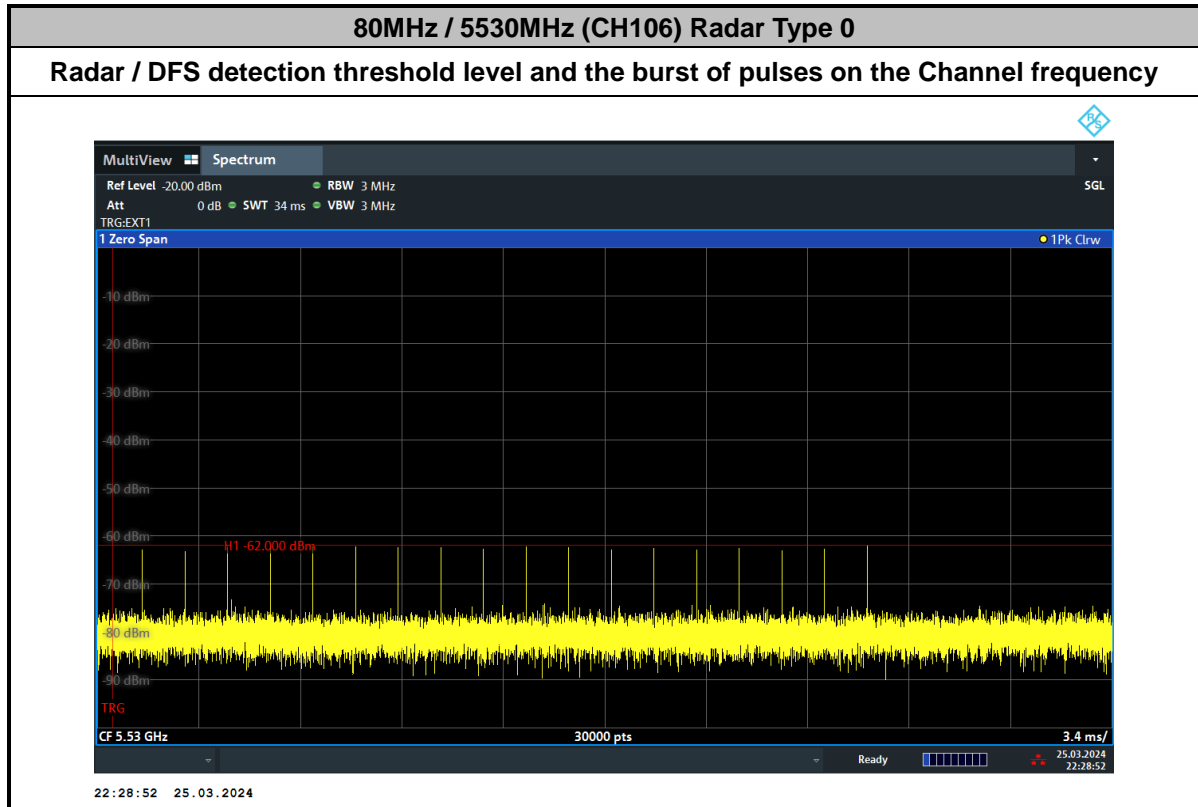 80MHz / 5530MHz (CH106) Radar Type 0
Radar / DFS detection threshold level and the burst of pulses on the Channel frequency
R&S
MultiView Spectrum
Ref Level -20.00 dBm RBW 3 MHz SGL
Att 0 dB SWT 34 ms VBW 3 MHz
TRG:EXT1
1 Zero Span 1Pk Clrw
-10 dBm
-20 dBm
-30 dBm
-40 dBm
-50 dBm
-60 dBm
H1 -62.000 dBm
-70 dBm
-80 dBm
-90 dBm
TRG
CF 5.53 GHz 30000 pts 3.4 ms/
Ready 25.03.2024
22:28:52
22:28:52 25.03.2024